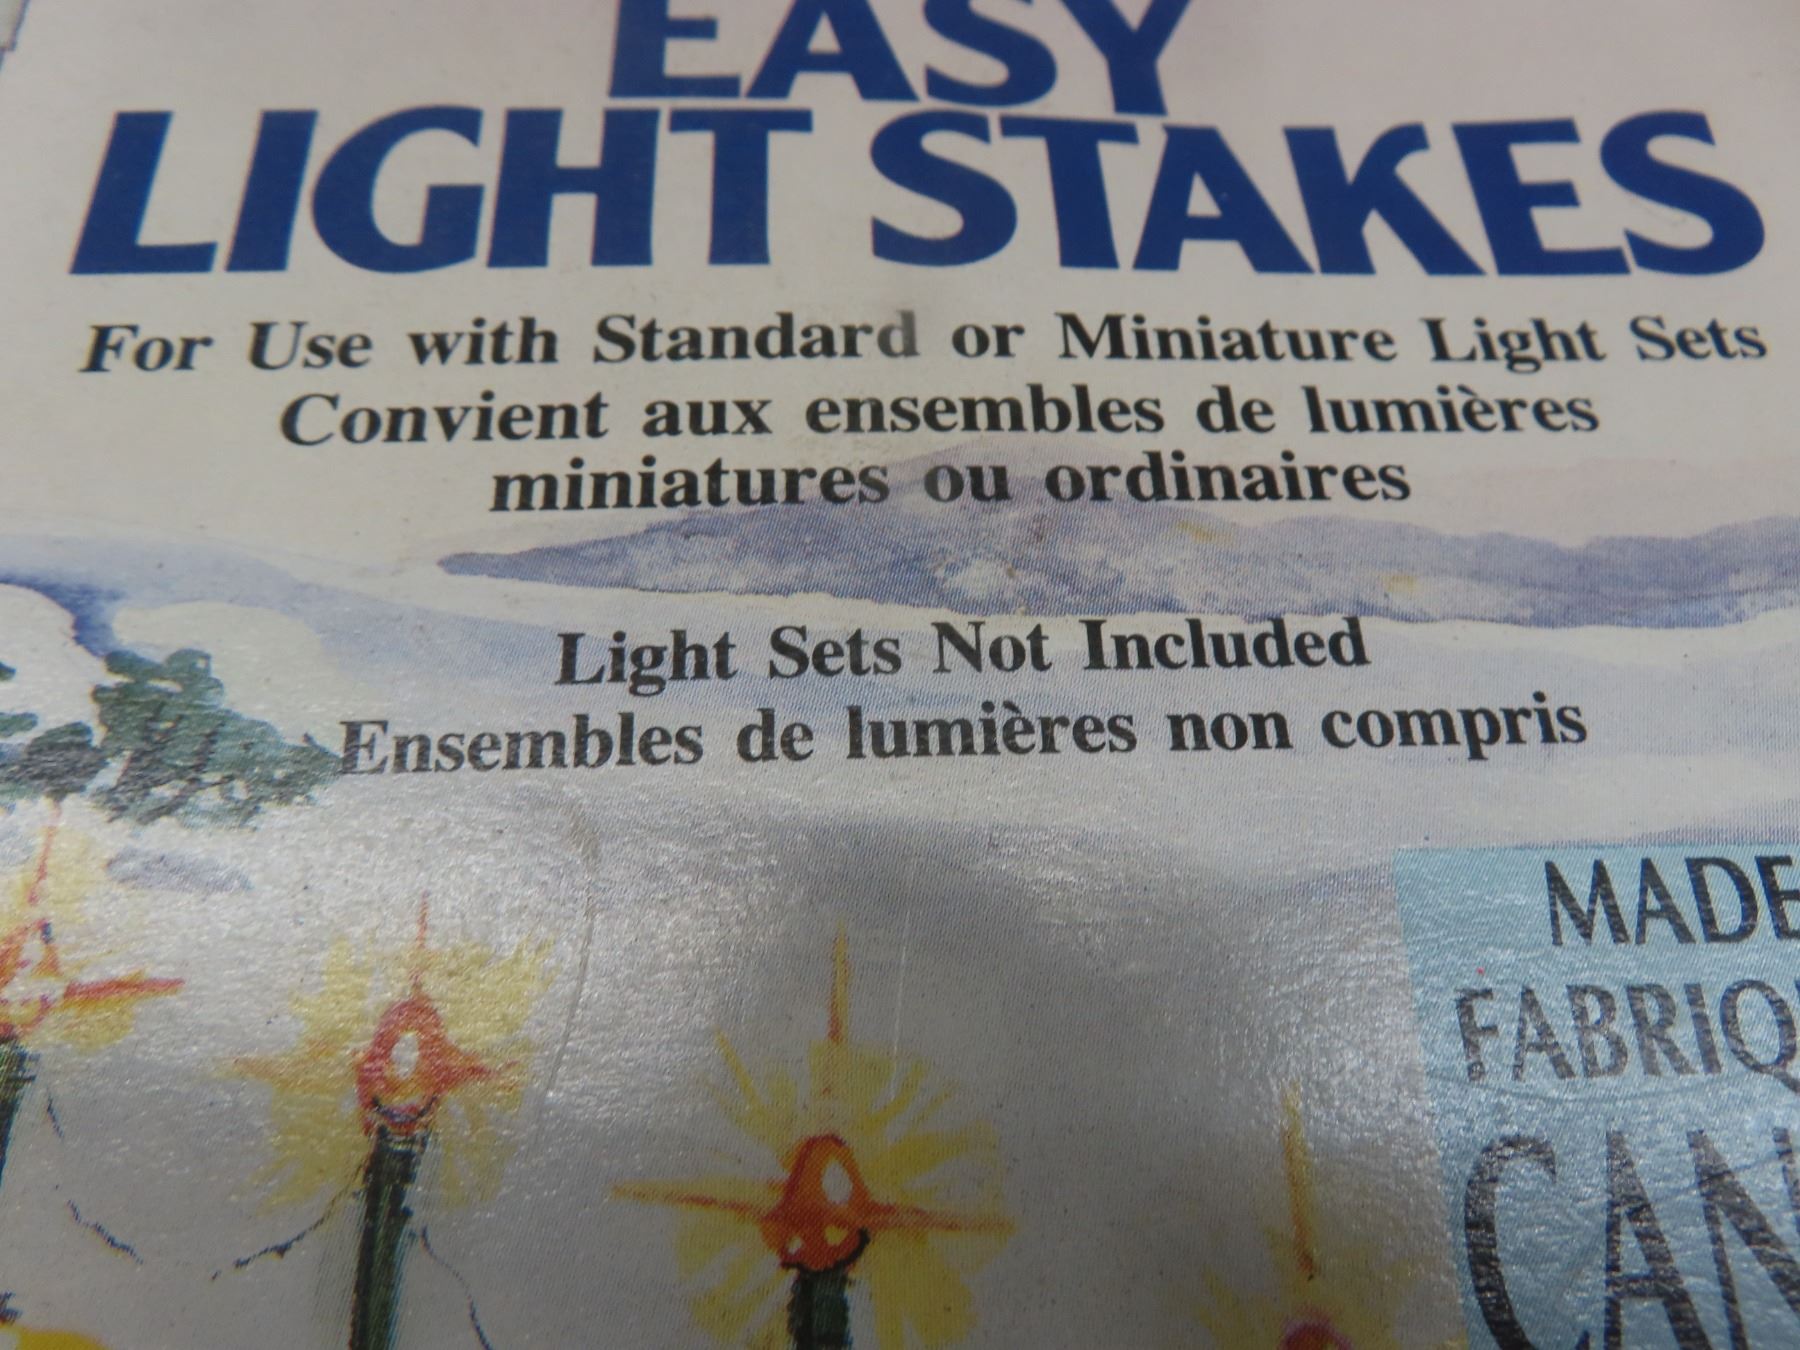 EASY
LIGHT STAKES
For Use with Standard or Miniature Light Sets
Convient aux ensembles de lumières
miniatures ou ordinaires
Light Sets Not Included
Ensembles de lumières non compris
MADE
FABRIQ
CAN